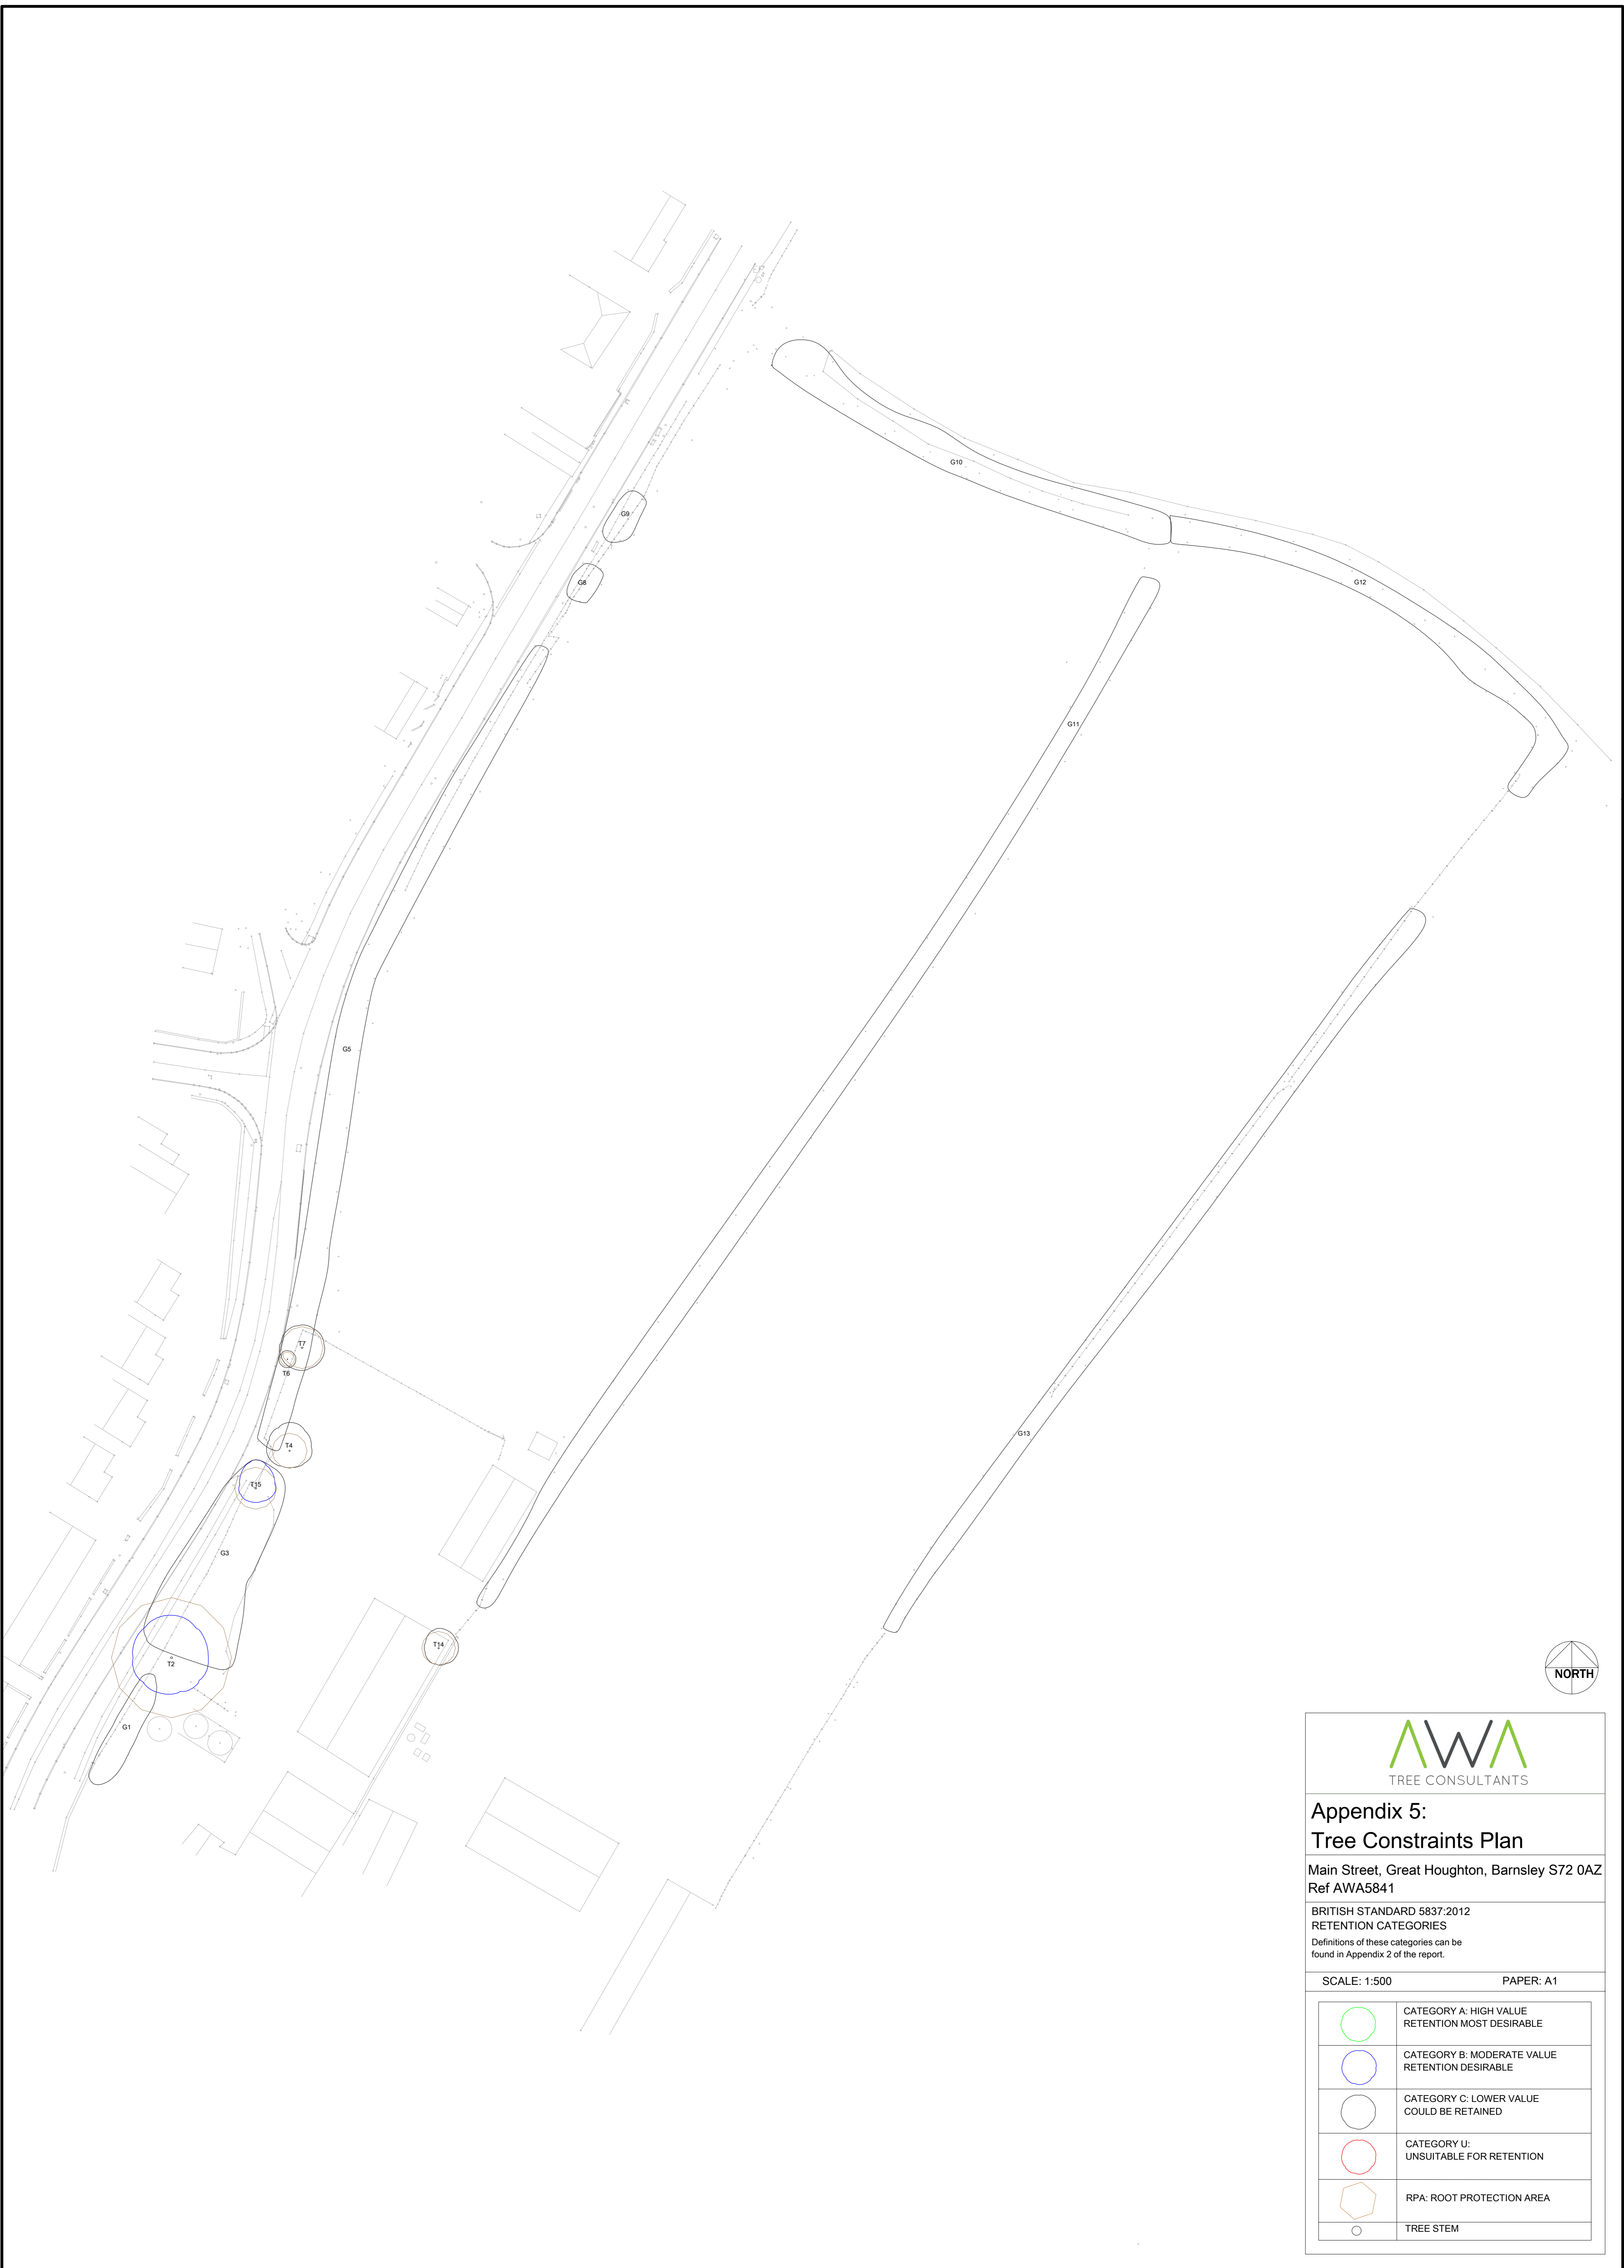 G10
G9
G8
G12
G11
G5
T7
T6
G13
T4
T15
G3
T14
T2
G1
NORTH
AWA
TREE CONSULTANTS
Appendix 5:
Tree Constraints Plan
Main Street, Great Houghton, Barnsley S72 0AZ
Ref AWA5841
BRITISH STANDARD 5837:2012
RETENTION CATEGORIES
Definitions of these categories can be
found in Appendix 2 of the report.
SCALE: 1:500 PAPER: A1
CATEGORY A: HIGH VALUE
RETENTION MOST DESIRABLE
CATEGORY B: MODERATE VALUE
RETENTION DESIRABLE
CATEGORY C: LOWER VALUE
COULD BE RETAINED
CATEGORY U:
UNSUITABLE FOR RETENTION
RPA: ROOT PROTECTION AREA
TREE STEM